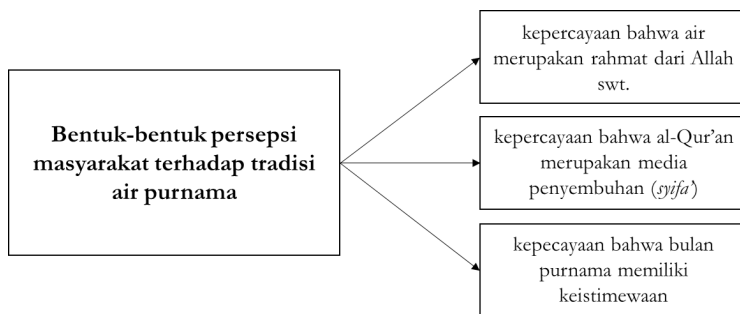 Bentuk-bentuk persepsi
masyarakat terhadap tradisi
air purnama
kepercayaan bahwa air
merupakan rahmat dari Allah
swt.
kepercayaan bahwa al-Qur’an
merupakan media
penyembuhan (syifa’)
kepecayaan bahwa bulan
purnama memiliki
keistimewaan